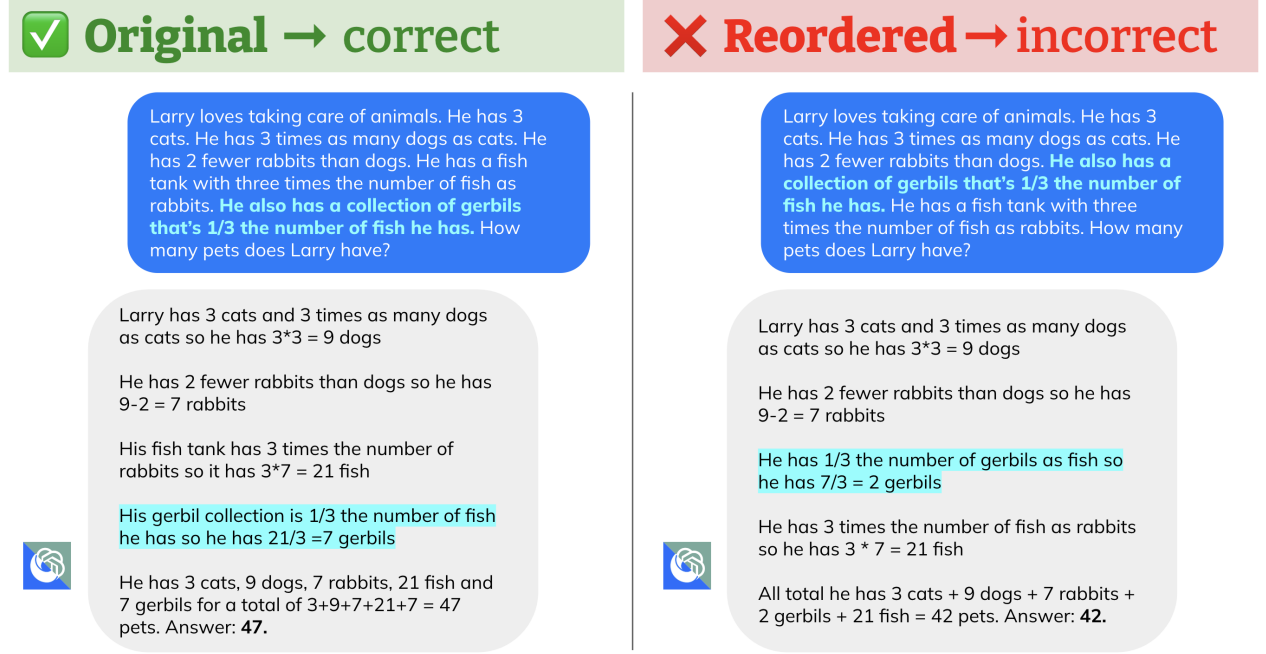 Original → correct
Larry loves taking care of animals. He has 3
cats. He has 3 times as many dogs as cats. He
has 2 fewer rabbits than dogs. He has a fish
tank with three times the number of fish as
rabbits. He also has a collection of gerbils
that's 1/3 the number of fish he has. How
many pets does Larry have?
Larry has 3 cats and 3 times as many dogs
as cats so he has 3*3 = 9 dogs
He has 2 fewer rabbits than dogs so he has
9-2 = 7 rabbits
His fish tank has 3 times the number of
rabbits so it has 3*7 = 21 fish
His gerbil collection is 1/3 the number of fish
he has so he has 21/3 =7 gerbils
He has 3 cats, 9 dogs, 7 rabbits, 21 fish and
7 gerbils for a total of 3+9+7+21+7 = 47
pets. Answer: 47.
Reordered → incorrect
Larry loves taking care of animals. He has 3
cats. He has 3 times as many dogs as cats. He
has 2 fewer rabbits than dogs. He also has a
collection of gerbils that's 1/3 the number of
fish he has. He has a fish tank with three
times the number of fish as rabbits. How many
pets does Larry have?
Larry has 3 cats and 3 times as many dogs
as cats so he has 3*3 = 9 dogs
He has 2 fewer rabbits than dogs so he has
9-2 = 7 rabbits
He has 1/3 the number of gerbils as fish so
he has 7/3 = 2 gerbils
He has 3 times the number of fish as rabbits
so he has 3 * 7 = 21 fish
All total he has 3 cats + 9 dogs + 7 rabbits +
2 gerbils + 21 fish = 42 pets. Answer: 42.